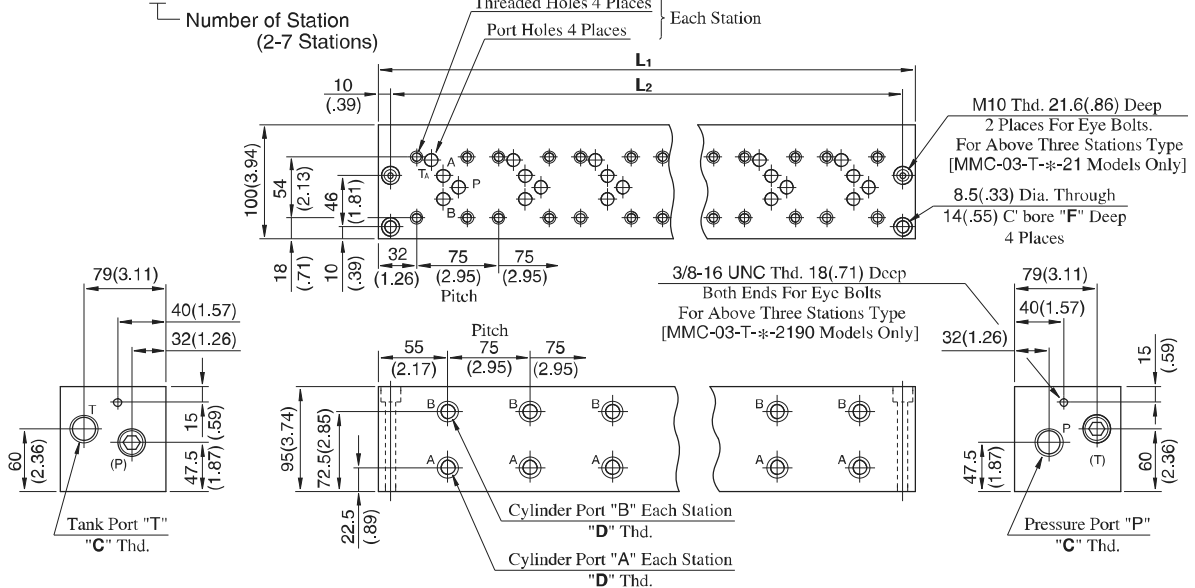 Number of Station
(2-7 Stations)
Threaded Holes 4 Places
Port Holes 4 Places
Each Station
L1
L2
10
(.39)
M10 Thd. 21.6(.86) Deep
2 Places For Eye Bolts.
For Above Three Stations Type
[MMC-03-T-*-21 Models Only]
8.5(.33) Dia. Through
14(.55) C' bore "F" Deep
4 Places
100(3.94)
54
(2.13)
46
(1.81)
18
(.71)
10
(.39)
A
TA
P
B
32
(1.26)
75
(2.95)
75
(2.95)
Pitch
3/8-16 UNC Thd. 18(.71) Deep
Both Ends For Eye Bolts
For Above Three Stations Type
[MMC-03-T-*-2190 Models Only]
79(3.11)
40(1.57)
32(1.26)
T
(P)
15
(.59)
60
(2.36)
47.5
(1.87)
Tank Port "T"
"C" Thd.
Pitch
55
(2.17)
75
(2.95)
75
(2.95)
95(3.74)
72.5(2.85)
22.5
(.89)
B B B B B
A A A A A
Cylinder Port "B" Each Station
"D" Thd.
Cylinder Port "A" Each Station
"D" Thd.
79(3.11)
40(1.57)
32(1.26)
15
(.59)
P
(T)
47.5
(1.87)
60
(2.36)
Pressure Port "P"
"C" Thd.